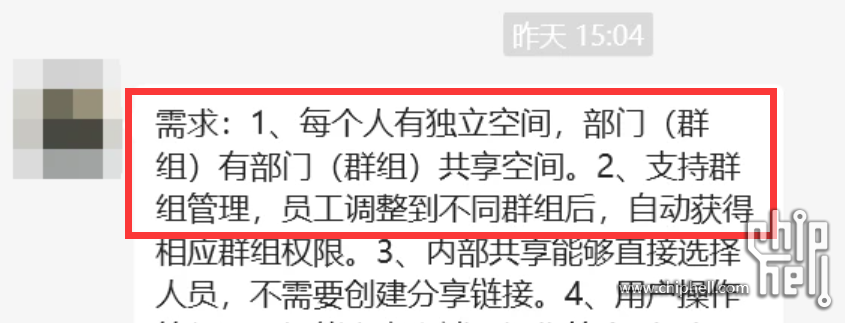 昨天 15:04
需求：1、每个人有独立空间，部门（群
组）有部门（群组）共享空间。2、支持群
组管理，员工调整到不同群组后，自动获得
相应群组权限。3、内部共享能够直接选择
人员，不需要创建分享链接。4、用户操作
chip
hell
www.chiphell.com